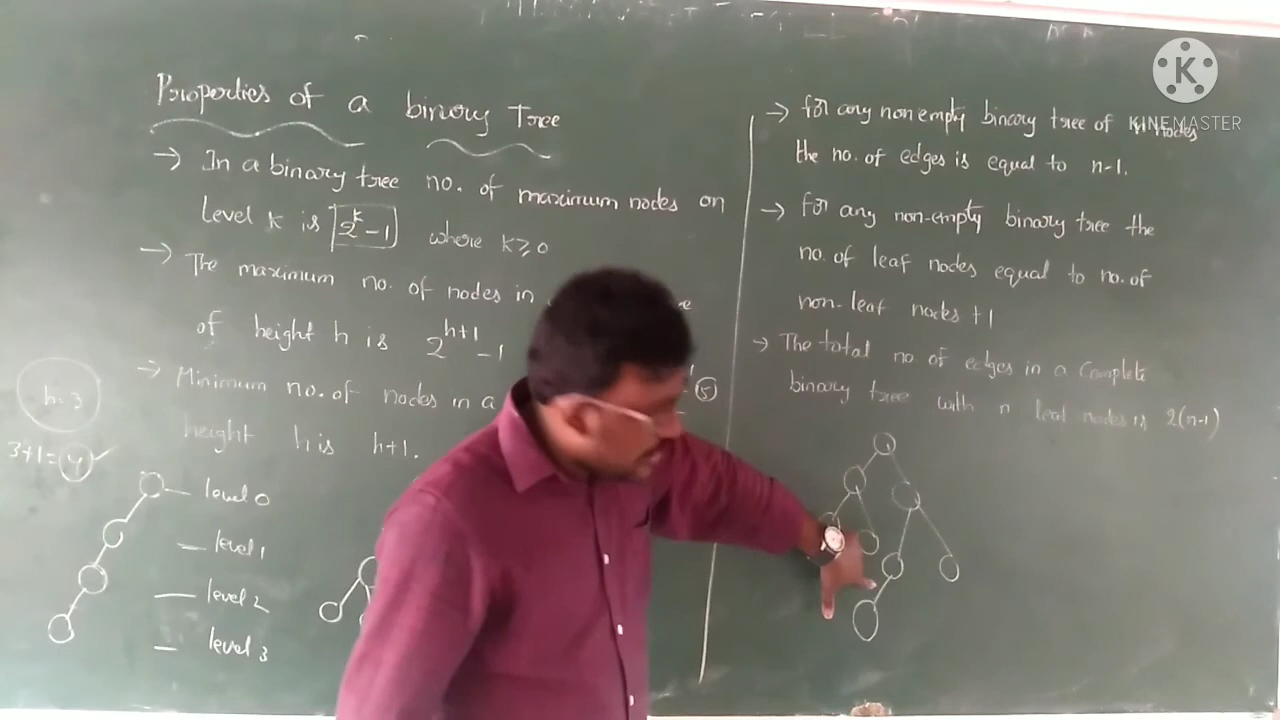 Properties of a binary Tree
→ In a binary tree no. of maximum nodes on
Level k is 2^k-1 where k≥0
→ The maximum no. of nodes in
of height h is 2^h+1 -1
→ Minimum no. of nodes in a
height h is h+1.
5
h=3
3+1=4
level 0
level 1
level 2
level 3
→ for any non empty binary tree of n nodes
the no. of edges is equal to n-1.
→ for any non-empty binary tree the
no. of leaf nodes equal to no. of
non-leaf nodes +1
→ The total no of edges in a Complete
binary tree with n leaf nodes is 2(n-1)
K
KINEMASTER